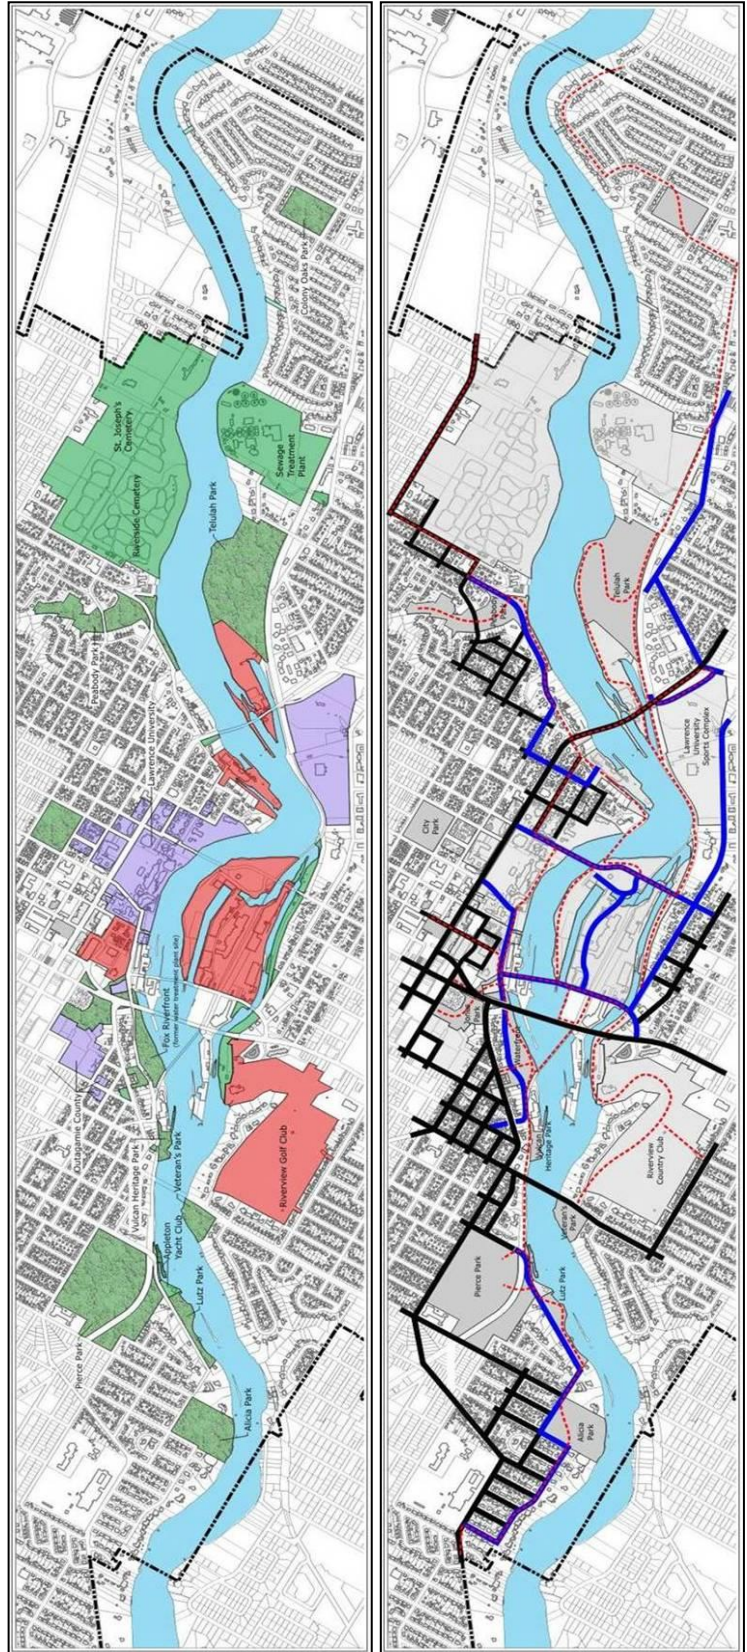 Colony Oaks Park
St. Joseph's
Cemetery
Riverside Cemetery
Sewage
Treatment
Plant
Telulah Park
Peabody Park
Lawrence University
Fox Riverfront
(former water treatment plant site)
Outagamie County
Vulcan Heritage Park
Veteran's Park
Riverview Golf Club
Appleton
Yacht Club
Lutz Park
Pierce Park
Alicia Park
Telulah
Park
Lawrence
University
Sports Complex
City
Park
Park
Heritage Park
Riverview
Country Club
Veteran's
Park
Pierce Park
Lutz Park
Alicia
Park